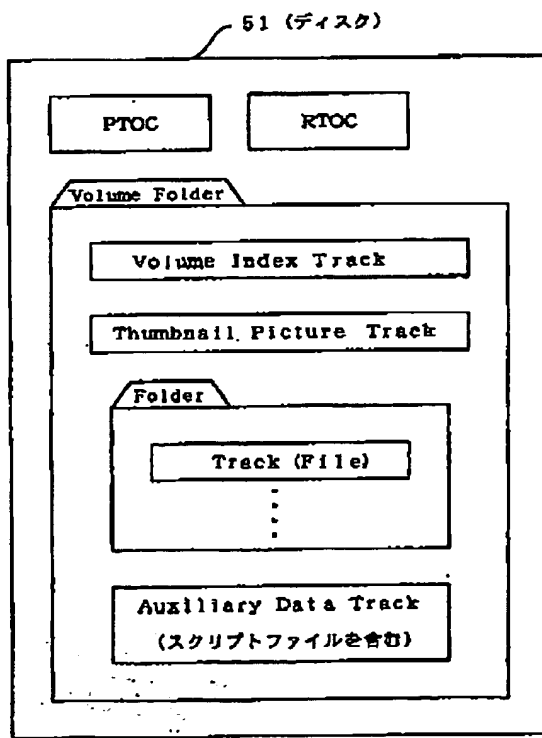 51 (ディスク)
PTOC
RTOC
Volume Folder
Volume Index Track
Thumbnail Picture Track
Folder
Track (File)
Auxiliary Data Track
(スクリプトファイルを含む)